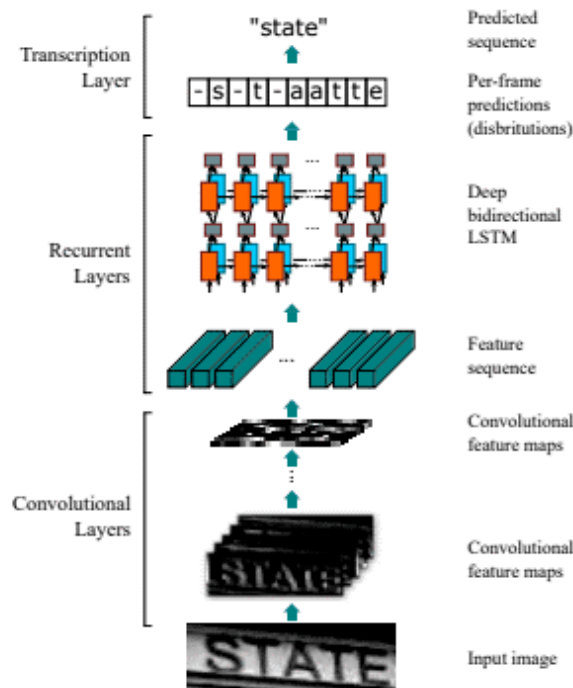 "state"
Predicted
sequence
Transcription
Layer
-s-t-aatte
Per-frame
predictions
(disbritutions)
...
Deep
bidirectional
LSTM
Recurrent
Layers
...
Feature
sequence
Convolutional
feature maps
Convolutional
Layers
STATE
Convolutional
feature maps
STATE
Input image